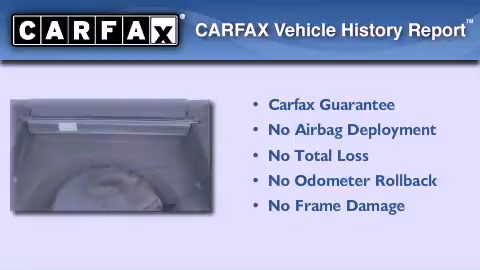 CARFAX®
CARFAX Vehicle History Report™
• Carfax Guarantee
• No Airbag Deployment
• No Total Loss
• No Odometer Rollback
• No Frame Damage